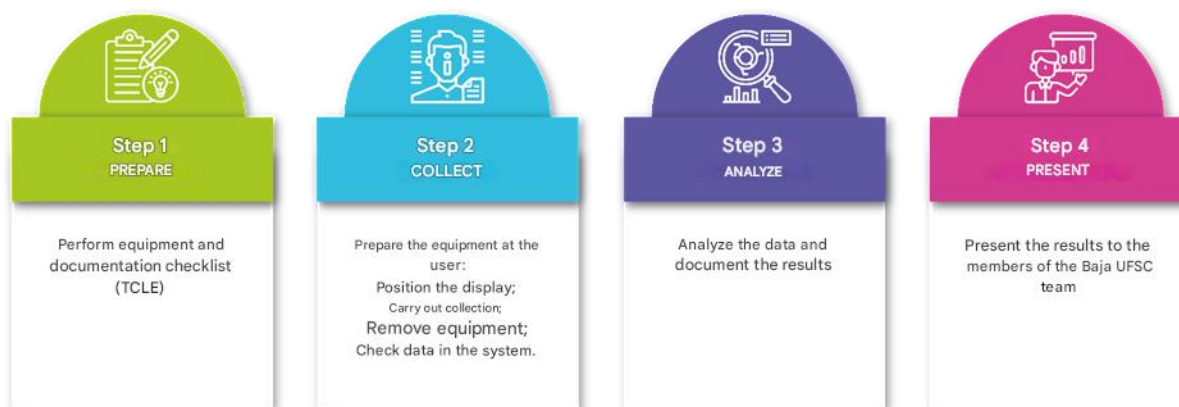 Step 1
PREPARE
Perform equipment and
documentation checklist
(TCLE)
Step 2
COLLECT
Prepare the equipment at the
user:
Position the display;
Carry out collection;
Remove equipment;
Check data in the system.
Step 3
ANALYZE
Analyze the data and
document the results
Step 4
PRESENT
Present the results to the
members of the Baja UFSC
team